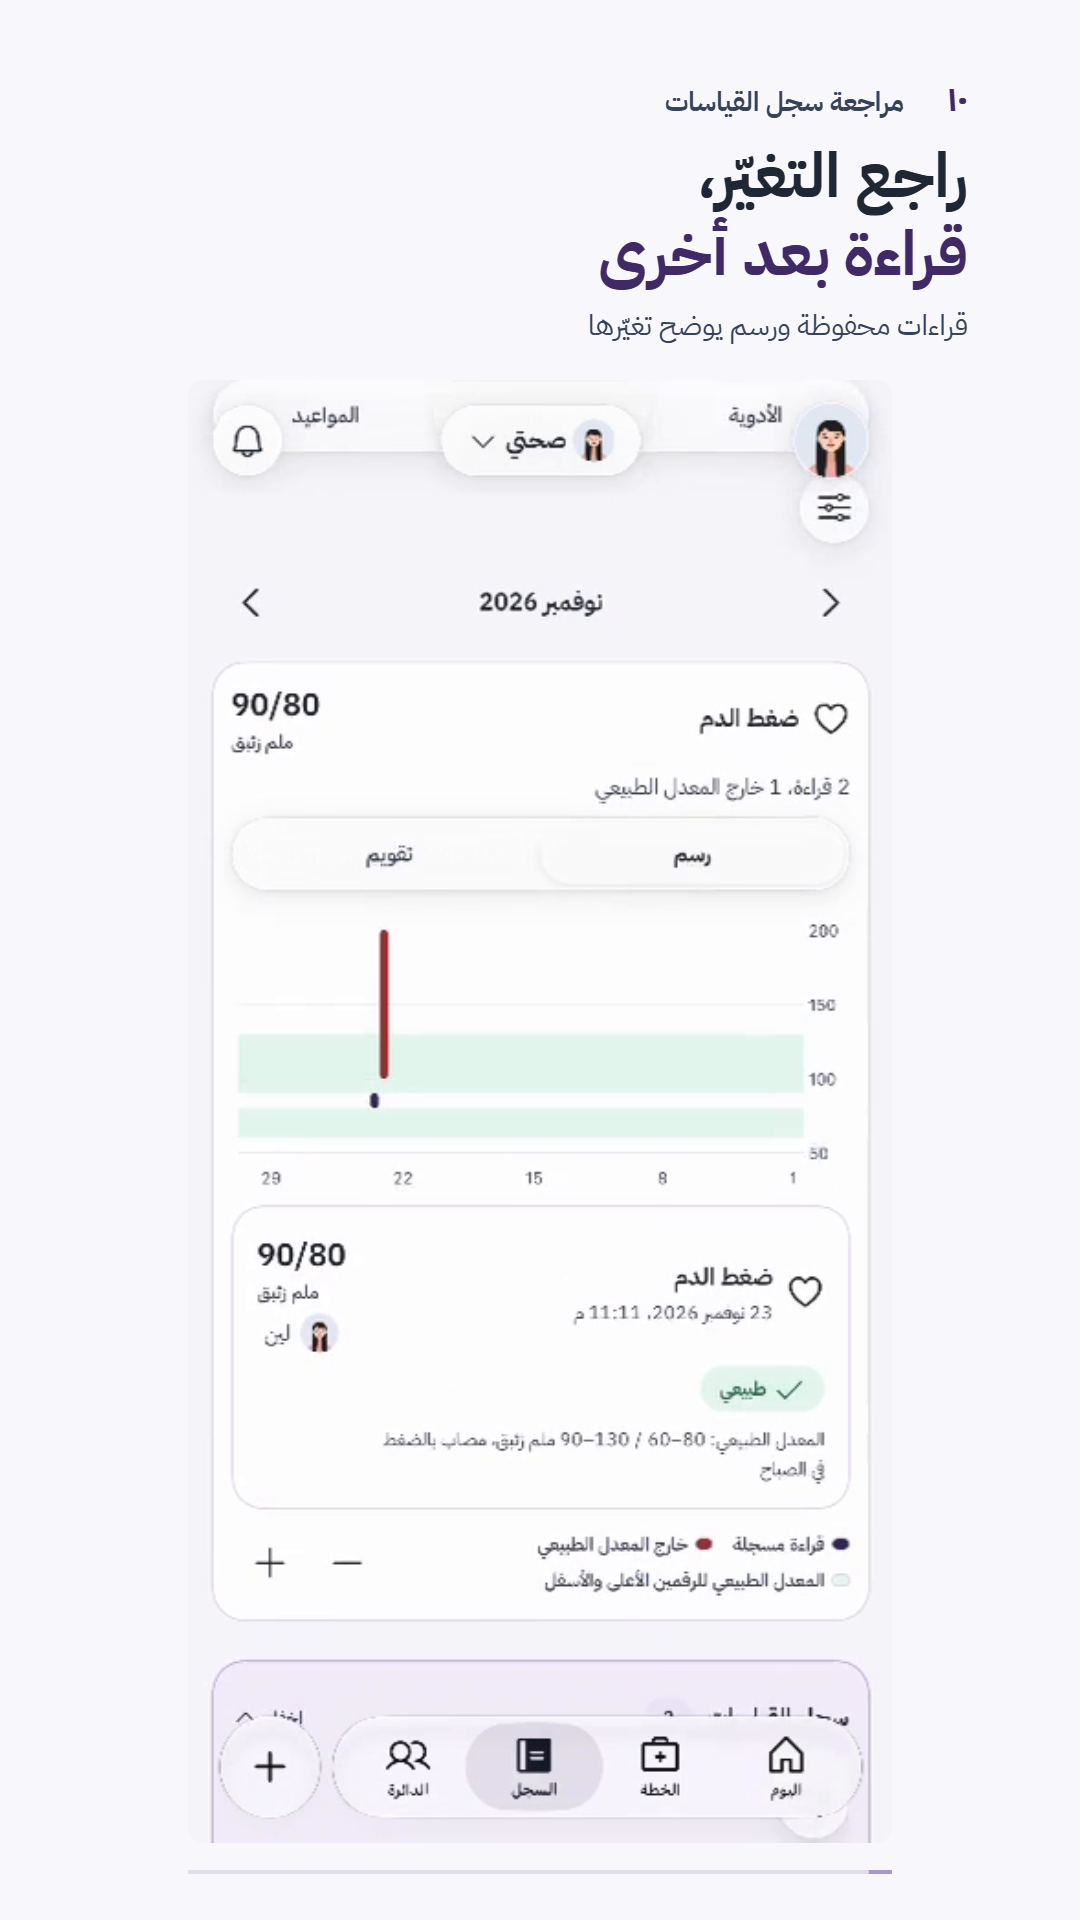 ١٠ مراجعة سجل القياسات
راجع التغيّر،
قراءة بعد أخرى
قراءات محفوظة ورسم يوضح تغيّرها
الأدوية
المواعيد
صحتي
نوفمبر 2026
ضغط الدم
90/80
ملم زئبق
2 قراءة، 1 خارج المعدل الطبيعي
رسم
تقويم
200
150
100
50
1 8 15 22 29
ضغط الدم
90/80
23 نوفمبر 2026، 11:11 م
ملم زئبق
لين
طبيعي
المعدل الطبيعي: 80–60 / 130–90 ملم زئبق، مصاب بالضغط
في الصباح
قراءة مسجلة
خارج المعدل الطبيعي
المعدل الطبيعي للرقمين الأعلى والأسفل
اليوم
الخطة
السجل
الدائرة